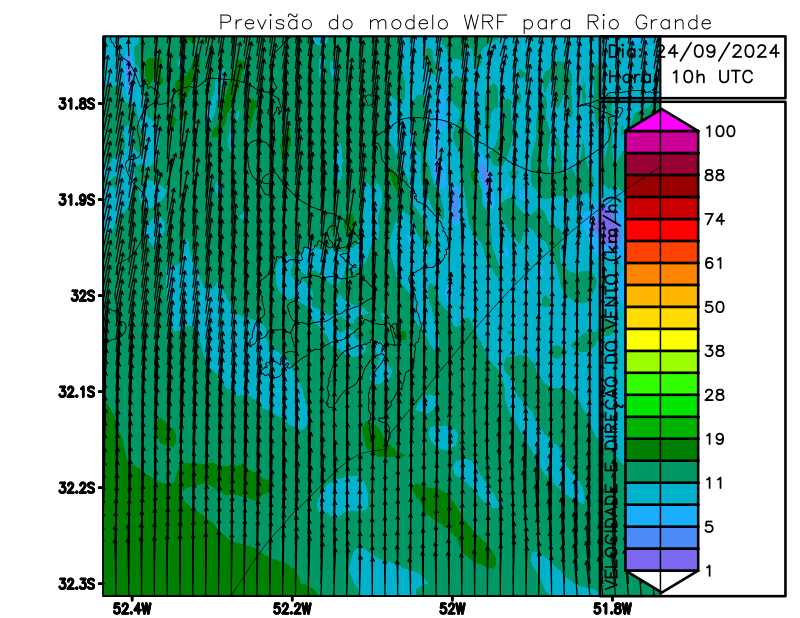 Previsão do modelo WRF para Rio Grande
Dia: 24/09/2024
Hora: 10h UTC
31.8S
31.9S
32S
32.1S
32.2S
32.3S
52.4W
52.2W
52W
51.8W
VELOCIDADE E DIREÇÃO DO VENTO (km/h)
100
88
74
61
50
38
28
19
11
5
1